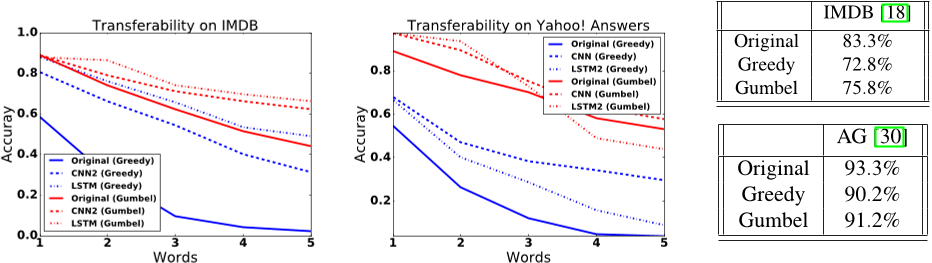 Transferability on IMDB
Accuray
1.0
0.8
0.6
0.4
0.2
0.0
Original (Greedy)
CNN2 (Greedy)
LSTM (Greedy)
Original (Gumbel)
CNN2 (Gumbel)
LSTM (Gumbel)
1 2 3 4 5
Words
Transferability on Yahoo! Answers
Accuray
0.8
0.6
0.4
0.2
Original (Greedy)
CNN (Greedy)
LSTM2 (Greedy)
Original (Gumbel)
CNN (Gumbel)
LSTM2 (Gumbel)
1 2 3 4 5
Words
IMDB [18]
Original 83.3%
Greedy 72.8%
Gumbel 75.8%
AG [30]
Original 93.3%
Greedy 90.2%
Gumbel 91.2%